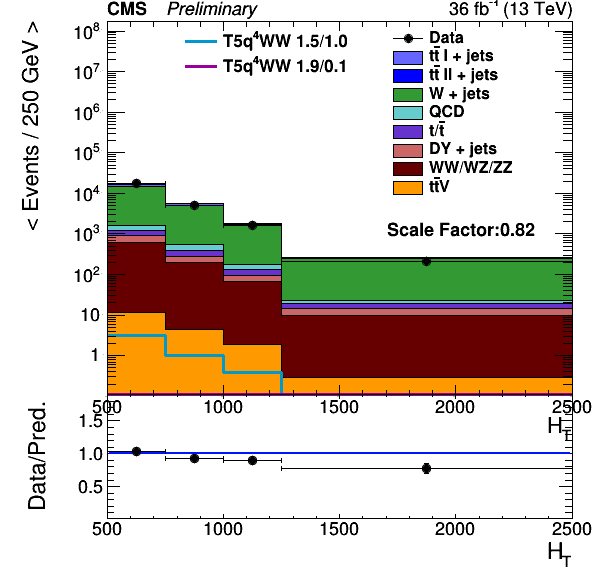 CMS Preliminary 36 fb⁻¹ (13 TeV)
T5q⁴WW 1.5/1.0
T5q⁴WW 1.9/0.1
Data
tt̄ l + jets
tt̄ ll + jets
W + jets
QCD
t/t̄
DY + jets
WW/WZ/ZZ
tt̄V
Scale Factor:0.82
< Events / 250 GeV >
10⁸
10⁷
10⁶
10⁵
10⁴
10³
10²
10
1
500 1000 1500 2000 2500
H_T
Data/Pred.
1.5
1.0
0.5
500 1000 1500 2000 2500
H_T